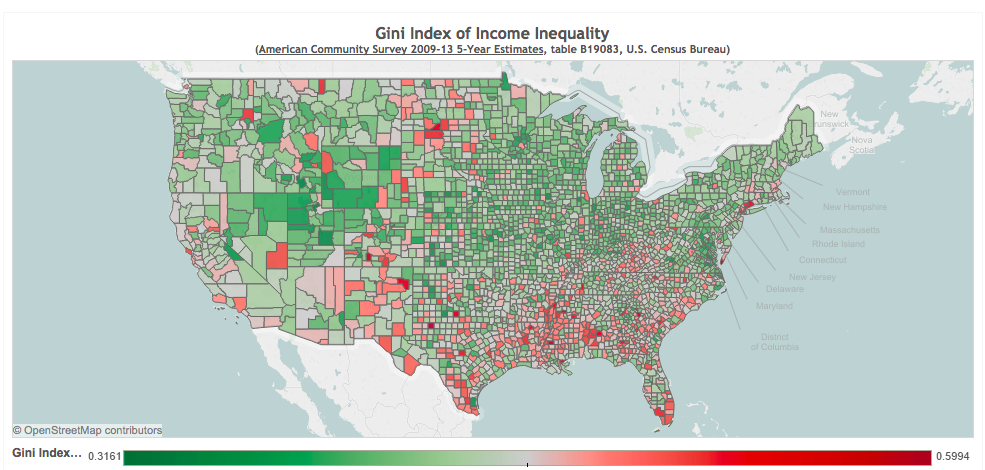 Gini Index of Income Inequality
(American Community Survey 2009-13 5-Year Estimates, table B19083, U.S. Census Bureau)
New
runswick
Nova
Scotia
Vermont
New Hampshire
Massachusetts
Rhode Island
Connecticut
New Jersey
Delaware
Maryland
District
of Columbia
© OpenStreetMap contributors
Gini Index... 0.3161 0.5994